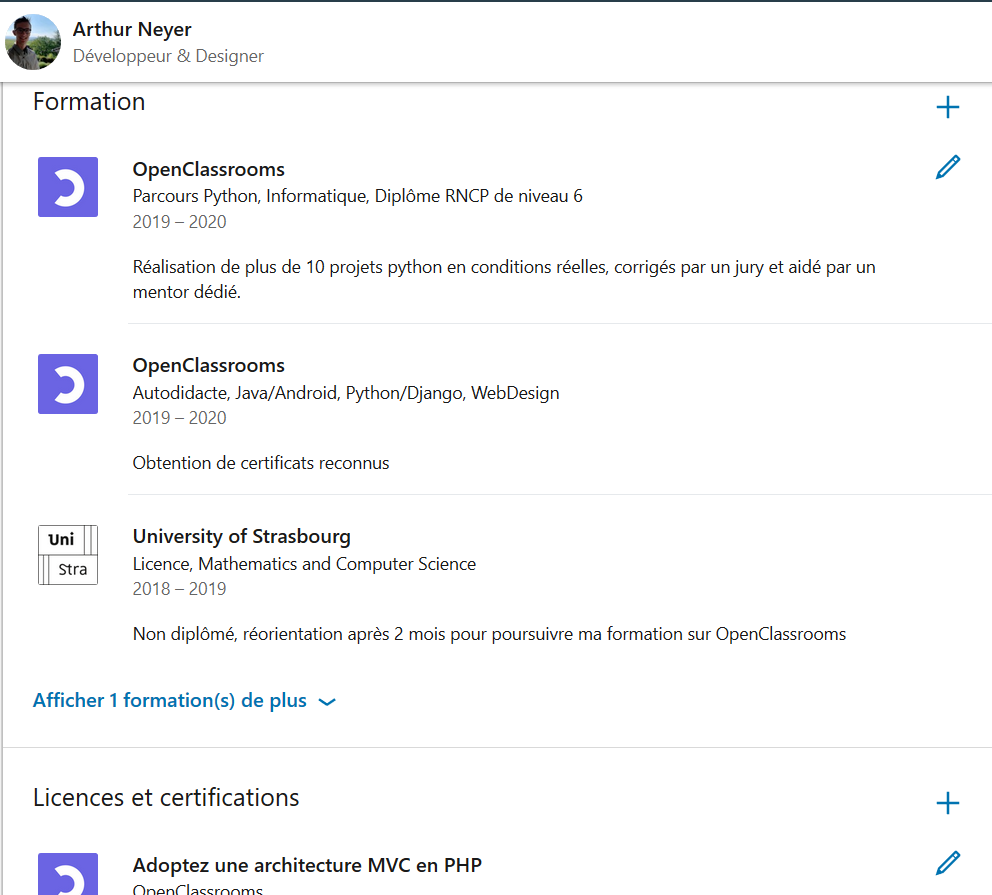 Arthur Neyer
Développeur & Designer
Formation
OpenClassrooms
Parcours Python, Informatique, Diplôme RNCP de niveau 6
2019 – 2020
Réalisation de plus de 10 projets python en conditions réelles, corrigés par un jury et aidé par un
mentor dédié.
OpenClassrooms
Autodidacte, Java/Android, Python/Django, WebDesign
2019 – 2020
Obtention de certificats reconnus
Uni
Stra
University of Strasbourg
Licence, Mathematics and Computer Science
2018 – 2019
Non diplômé, réorientation après 2 mois pour poursuivre ma formation sur OpenClassrooms
Afficher 1 formation(s) de plus
Licences et certifications
Adoptez une architecture MVC en PHP
OpenClassrooms